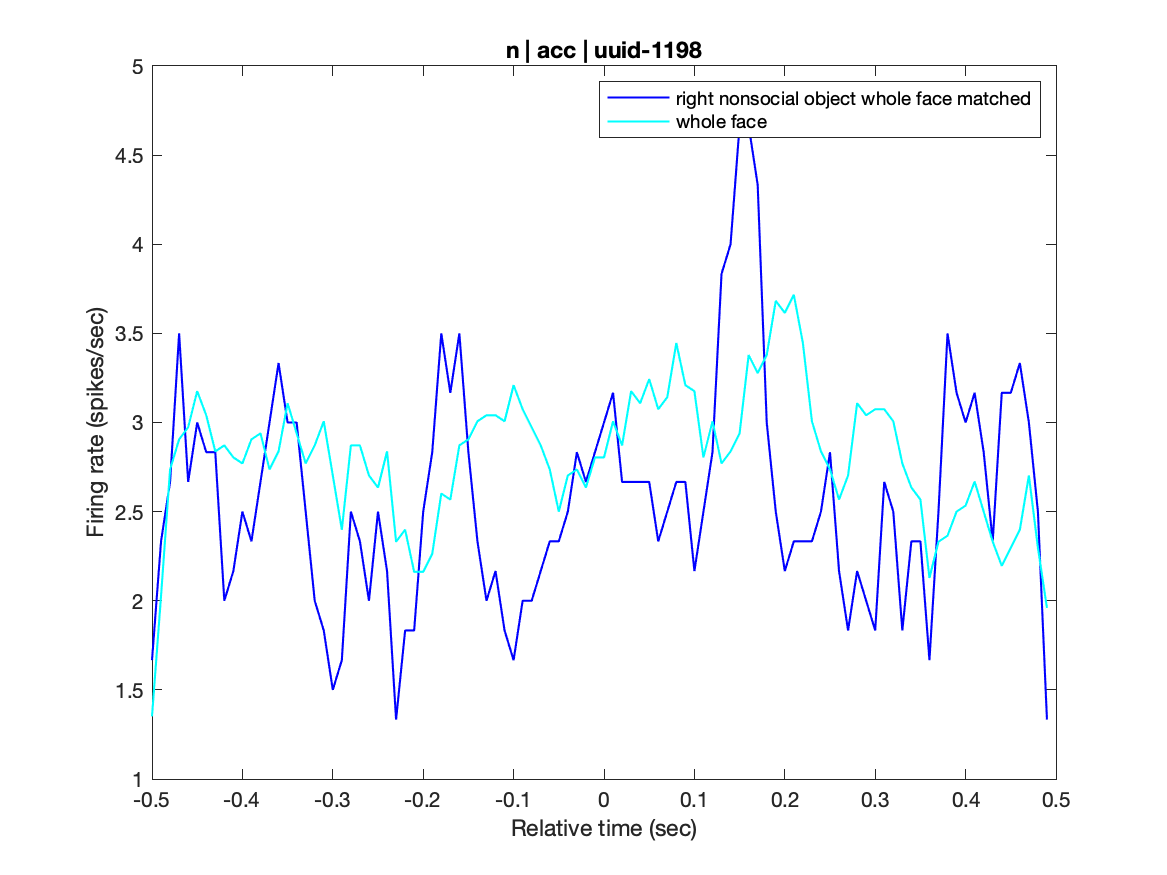 n | acc | uuid-1198
right nonsocial object whole face matched
whole face
5
4.5
4
3.5
3
2.5
2
1.5
1
Firing rate (spikes/sec)
-0.5 -0.4 -0.3 -0.2 -0.1 0 0.1 0.2 0.3 0.4 0.5
Relative time (sec)